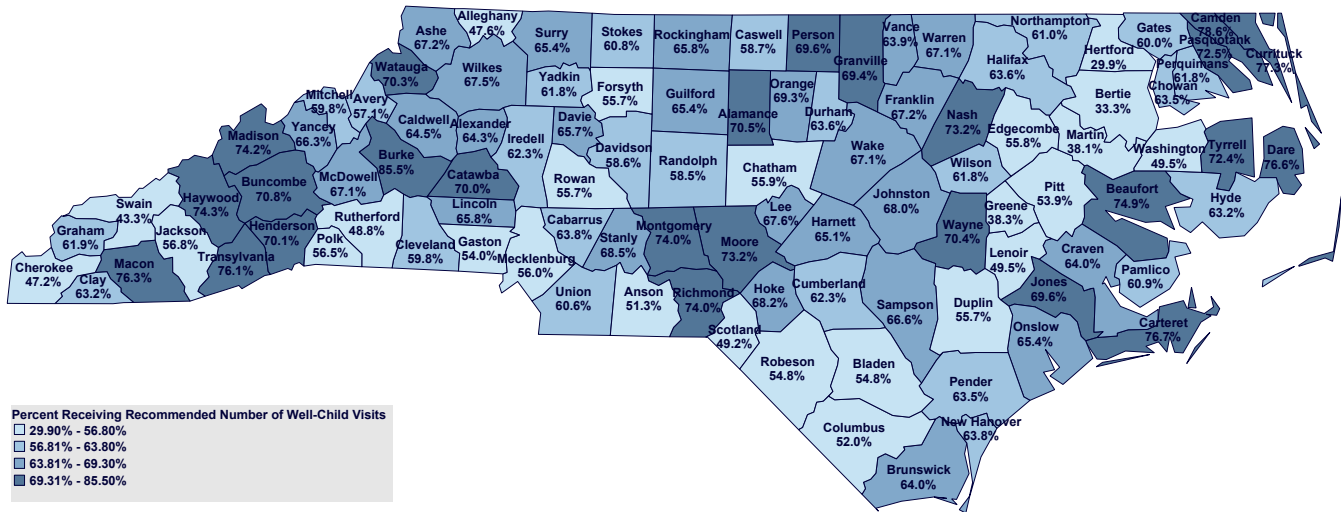 Ashe
67.2%
Alleghany
47.6%
Surry
65.4%
Stokes
60.8%
Rockingham
65.8%
Caswell
58.7%
Person
69.6%
Granville
69.4%
Vance
63.9%
Warren
67.1%
Northampton
61.0%
Gates
60.0%
Camden
78.6%
Pasquotank
72.5%
Currituck
77.3%
Perquimans
61.8%
Chowan
63.5%
Hertford
29.9%
Halifax
63.6%
Bertie
33.3%
Watauga
70.3%
Wilkes
67.5%
Yadkin
61.8%
Forsyth
55.7%
Guilford
65.4%
Alamance
70.5%
Orange
69.3%
Durham
63.6%
Franklin
67.2%
Nash
73.2%
Edgecombe
55.8%
Martin
38.1%
Washington
49.5%
Tyrrell
72.4%
Dare
76.6%
Mitchell
59.8%
Avery
57.1%
Yancey
66.3%
Caldwell
64.5%
Alexander
64.3%
Iredell
62.3%
Davie
65.7%
Davidson
58.6%
Randolph
58.5%
Chatham
55.9%
Wake
67.1%
Wilson
61.8%
Pitt
53.9%
Beaufort
74.9%
Hyde
63.2%
Madison
74.2%
Buncombe
70.8%
McDowell
67.1%
Burke
85.5%
Catawba
70.0%
Rowan
55.7%
Lee
67.6%
Harnett
65.1%
Johnston
68.0%
Wayne
70.4%
Greene
38.3%
Lenoir
49.5%
Craven
64.0%
Pamlico
60.9%
Swain
43.3%
Haywood
74.3%
Graham
61.9%
Jackson
56.8%
Henderson
70.1%
Transylvania
76.1%
Polk
56.5%
Rutherford
48.8%
Cleveland
59.8%
Lincoln
65.8%
Gaston
54.0%
Mecklenburg
56.0%
Cabarrus
63.8%
Stanly
68.5%
Montgomery
74.0%
Moore
73.2%
Cherokee
47.2%
Clay
63.2%
Macon
76.3%
Union
60.6%
Anson
51.3%
Richmond
74.0%
Scotland
49.2%
Hoke
68.2%
Cumberland
62.3%
Sampson
66.6%
Duplin
55.7%
Jones
69.6%
Onslow
65.4%
Carteret
76.7%
Robeson
54.8%
Bladen
54.8%
Pender
63.5%
Columbus
52.0%
New Hanover
63.8%
Brunswick
64.0%
Percent Receiving Recommended Number of Well-Child Visits
29.90% - 56.80%
56.81% - 63.80%
63.81% - 69.30%
69.31% - 85.50%